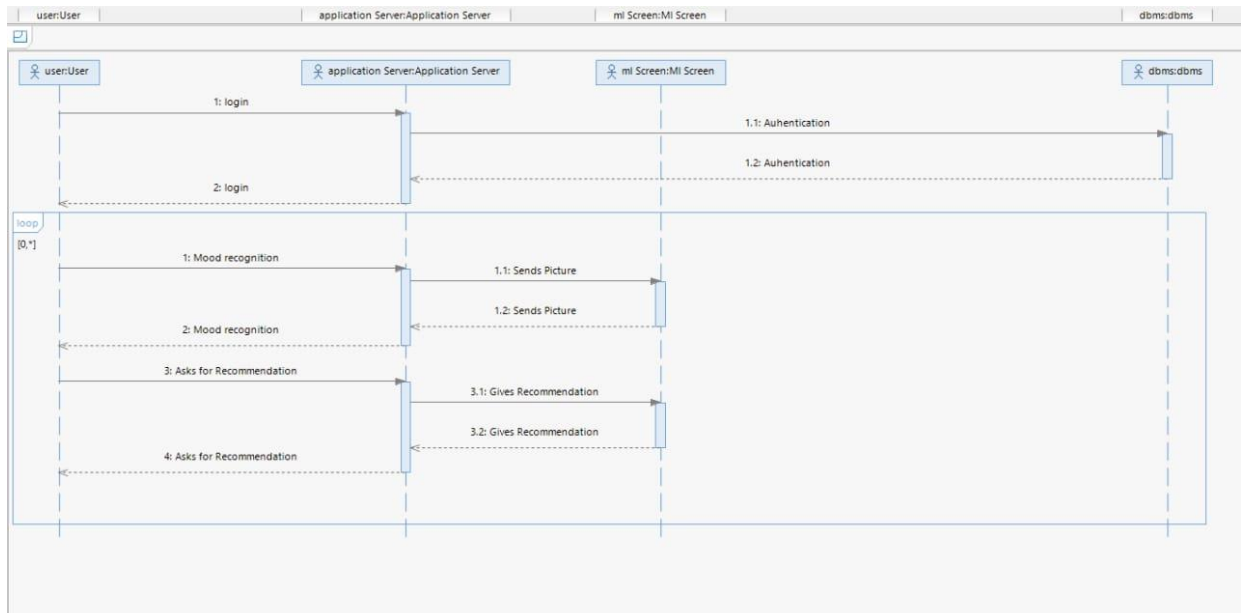 user:User
application Server:Application Server
ml Screen:Ml Screen
dbms:dbms
user:User
application Server:Application Server
ml Screen:Ml Screen
dbms:dbms
1: login
1.1: Auhentication
1.2: Auhentication
2: login
loop
[0,*]
1: Mood recognition
1.1: Sends Picture
1.2: Sends Picture
2: Mood recognition
3: Asks for Recommendation
3.1: Gives Recommendation
3.2: Gives Recommendation
4: Asks for Recommendation